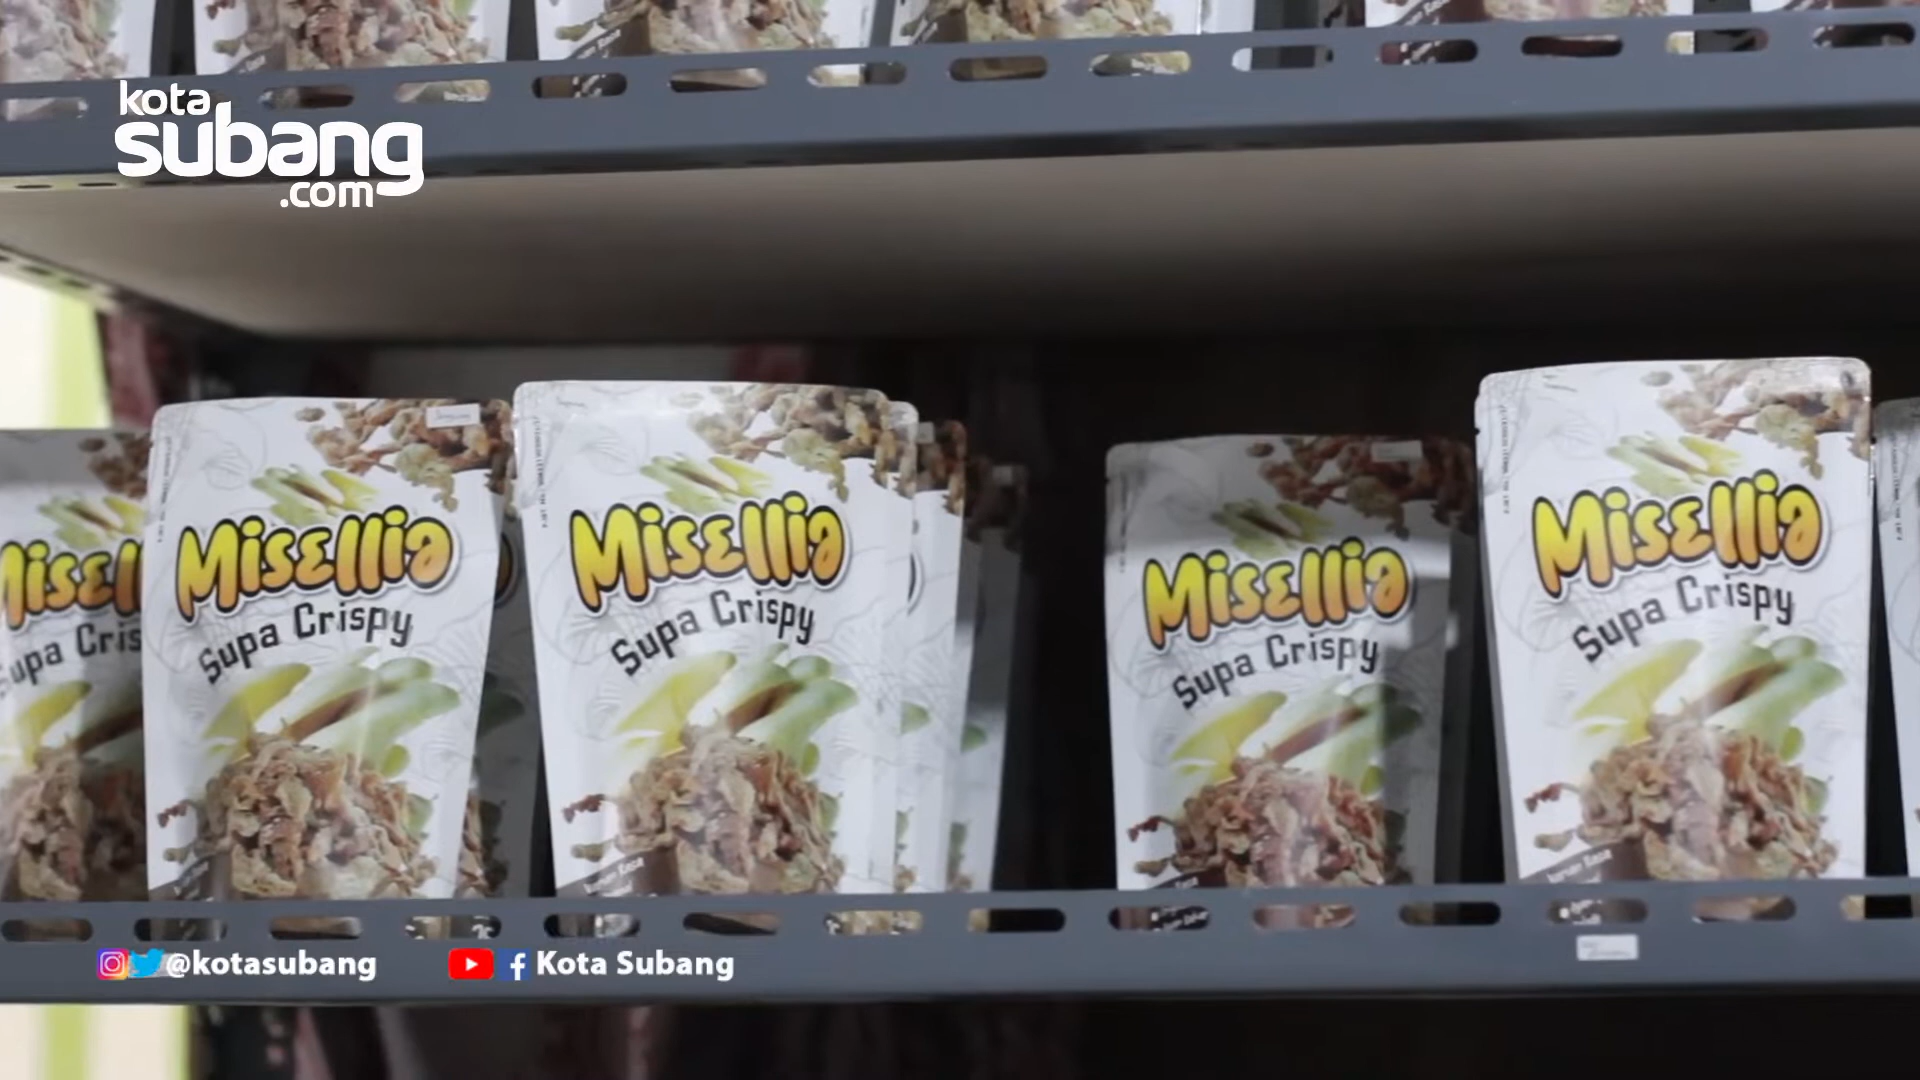 kota
subang
.com
Misellia
Supa Crispy
Misellia
Supa Crispy
Misellia
Supa Crispy
Misellia
Supa Crispy
Misellia
Supa Crispy
@kotasubang
Kota Subang